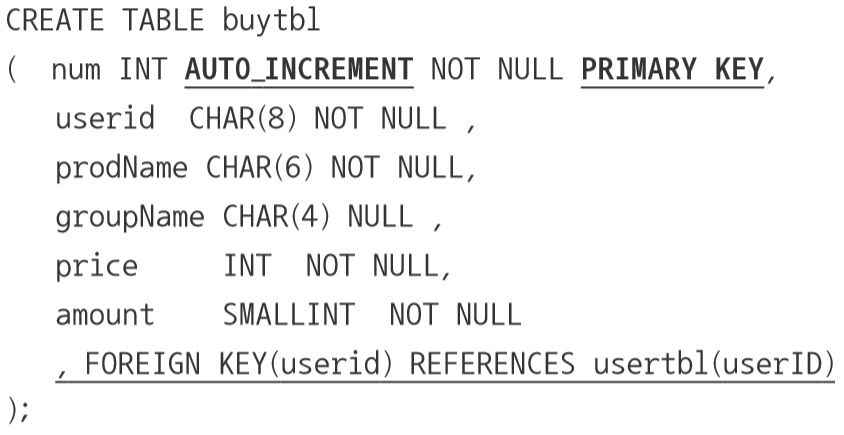 CREATE TABLE buytbl
( num INT AUTO_INCREMENT NOT NULL PRIMARY KEY,
userid CHAR(8) NOT NULL ,
prodName CHAR(6) NOT NULL,
groupName CHAR(4) NULL ,
price INT NOT NULL,
amount SMALLINT NOT NULL
, FOREIGN KEY(userid) REFERENCES usertbl(userID)
);